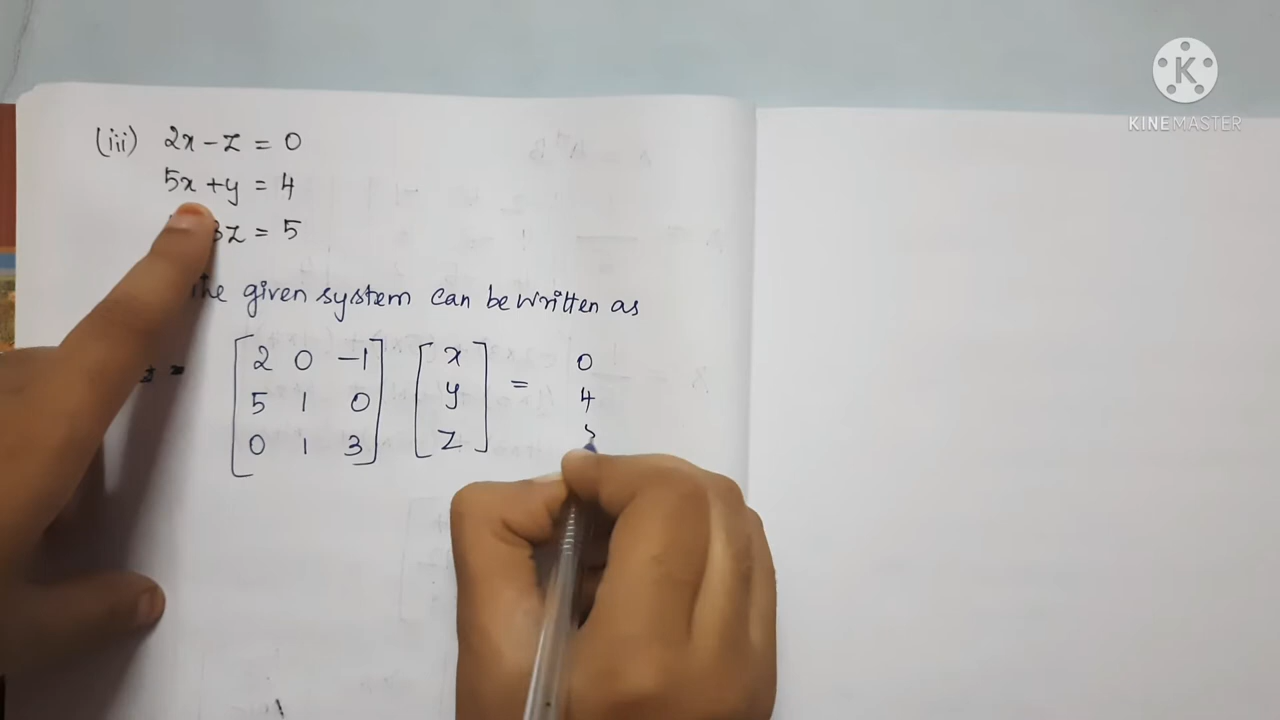 (iii) 2x - z = 0
5x + y = 4
3z = 5
The given system can be written as
[2 0 -1] [x] = 0
[5 1 0] [y] 4
[0 1 3] [z]
K
KINEMASTER